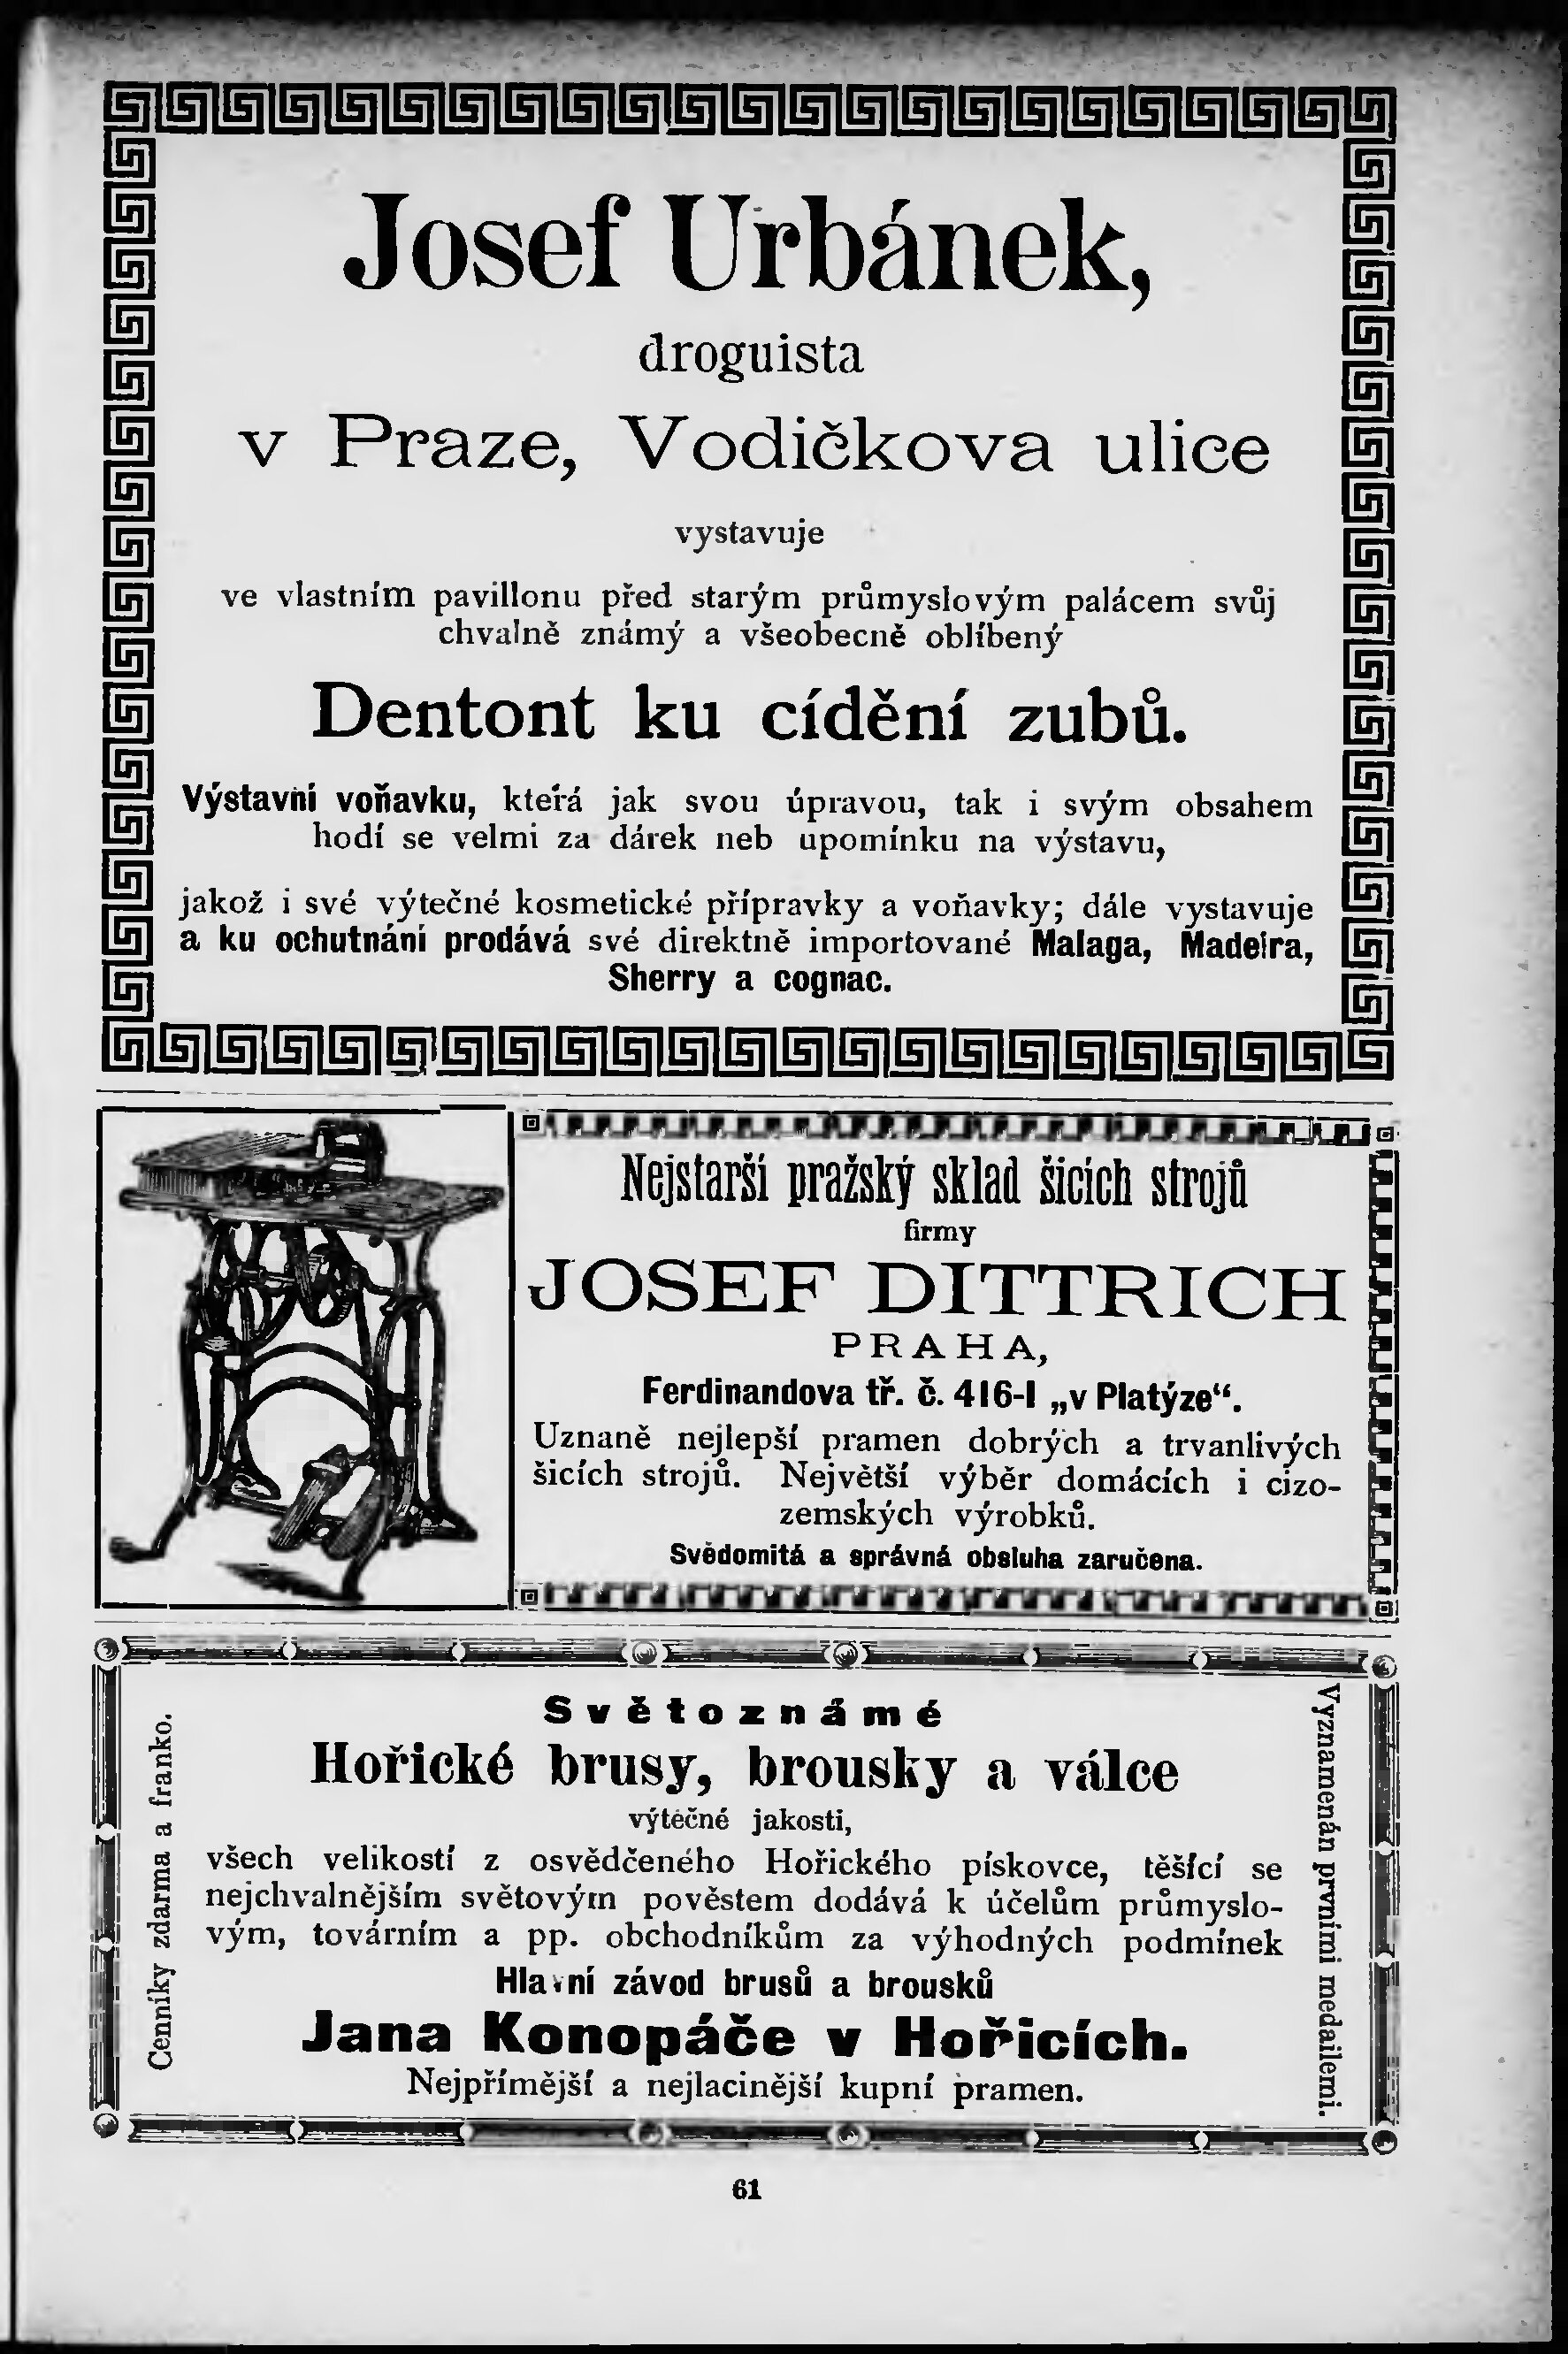 Josef Urbánek,
droguista
v Praze, Vodičkova ulice
vystavuje
ve vlastním pavillonu před starým průmyslovým palácem svůj
chvalně známý a všeobecně oblíbený
Dentont ku cídění zubů.
Výstavní voňavku, která jak svou úpravou, tak i svým obsahem
hodí se velmi za dárek neb upomínku na výstavu,
jakož i své výtečné kosmetické přípravky a voňavky; dále vystavuje
a ku ochutnání prodává své direktně importované Malaga, Madeira,
Sherry a cognac.
Nejstarší pražský sklad šicích strojů
firmy
JOSEF DITTRICH
PRAHA,
Ferdinandova tř. č. 416-I „v Platýze“.
Uznaně nejlepší pramen dobrých a trvanlivých
šicích strojů. Největší výběr domácích i cizo-
zemských výrobků.
Svědomitá a správná obsluha zaručena.
Cenníky zdarma a franko.
Světoznámé
Hořické brusy, brousky a válce
výtečné jakosti,
všech velikostí z osvědčeného Hořického pískovce, těšící se
nejchvalnějším světovým pověstem dodává k účelům průmyslo-
vým, továrním a pp. obchodníkům za výhodných podmínek
Hlavní závod brusů a brousků
Jana Konopáče v Hořicích.
Nejpřímější a nejlacinější kupní pramen.
Vyznamenán prvními medailemi.
61